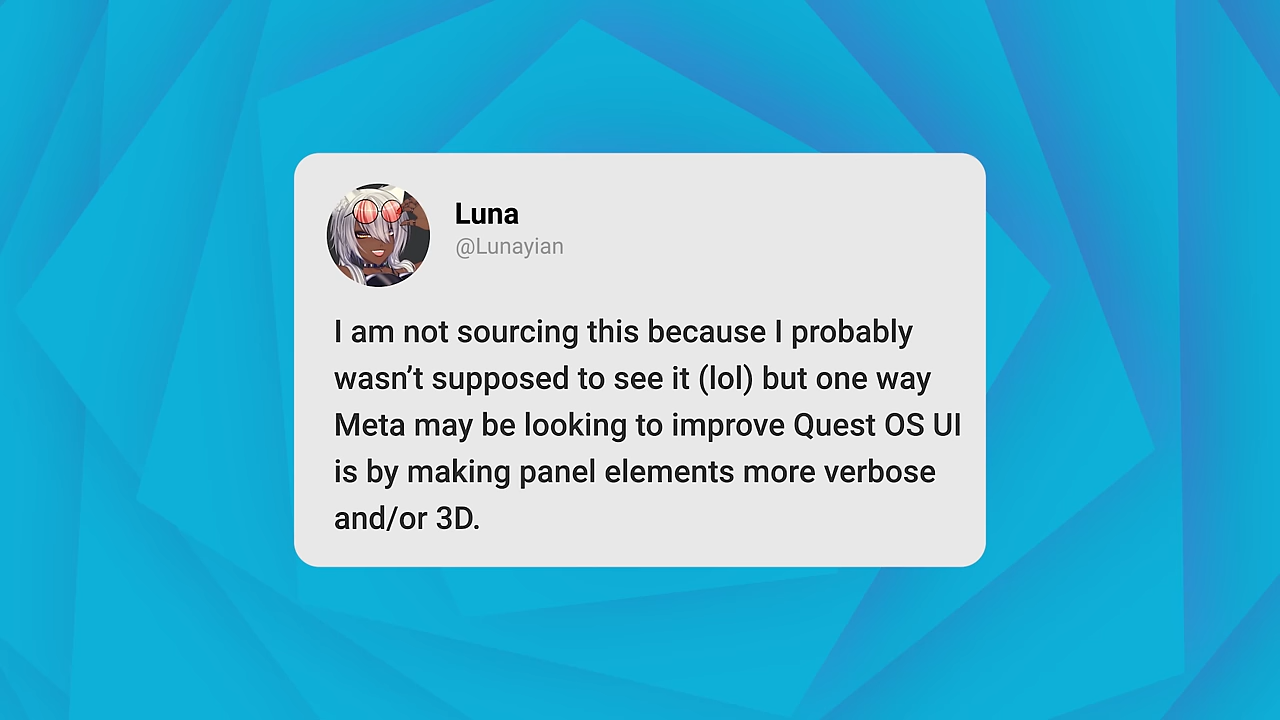 Luna
@Lunayian
I am not sourcing this because I probably
wasn’t supposed to see it (lol) but one way
Meta may be looking to improve Quest OS UI
is by making panel elements more verbose
and/or 3D.